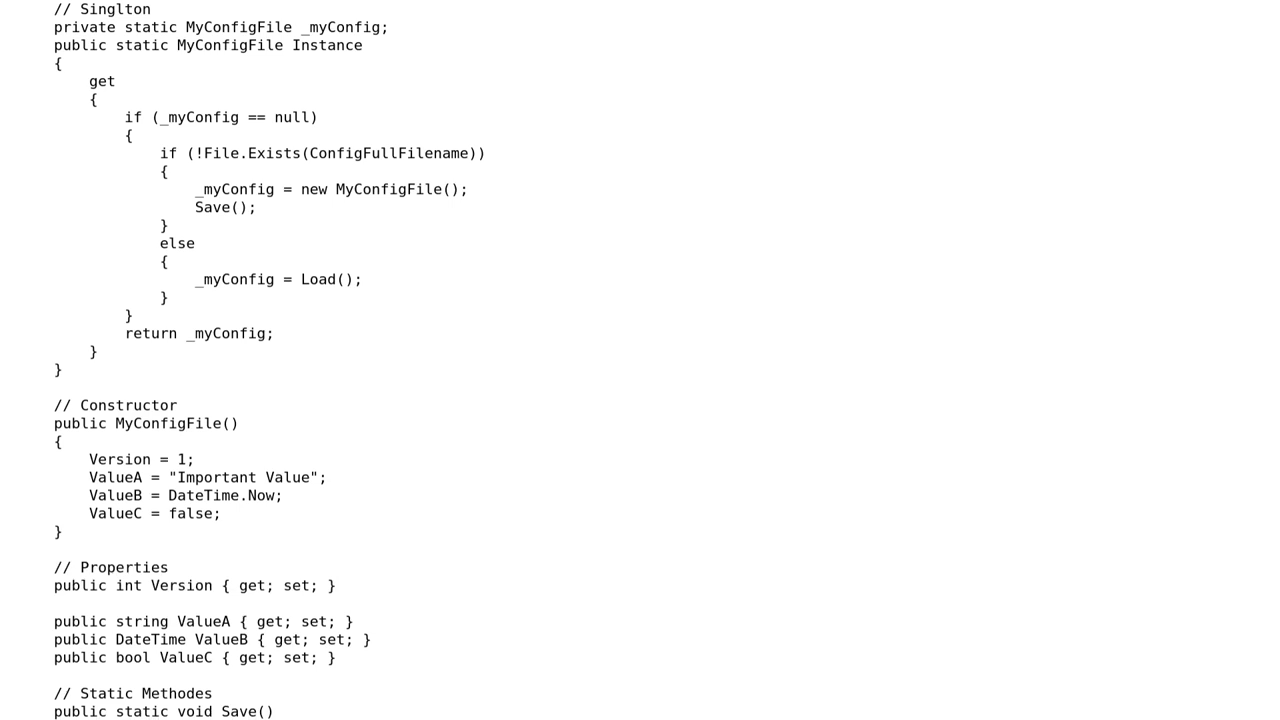 // Singlton
private static MyConfigFile _myConfig;
public static MyConfigFile Instance
{
    get
    {
        if (_myConfig == null)
        {
            if (!File.Exists(ConfigFullFilename))
            {
                _myConfig = new MyConfigFile();
                Save();
            }
            else
            {
                _myConfig = Load();
            }
        }
        return _myConfig;
    }
}

// Constructor
public MyConfigFile()
{
    Version = 1;
    ValueA = "Important Value";
    ValueB = DateTime.Now;
    ValueC = false;
}

// Properties
public int Version { get; set; }

public string ValueA { get; set; }
public DateTime ValueB { get; set; }
public bool ValueC { get; set; }

// Static Methodes
public static void Save()